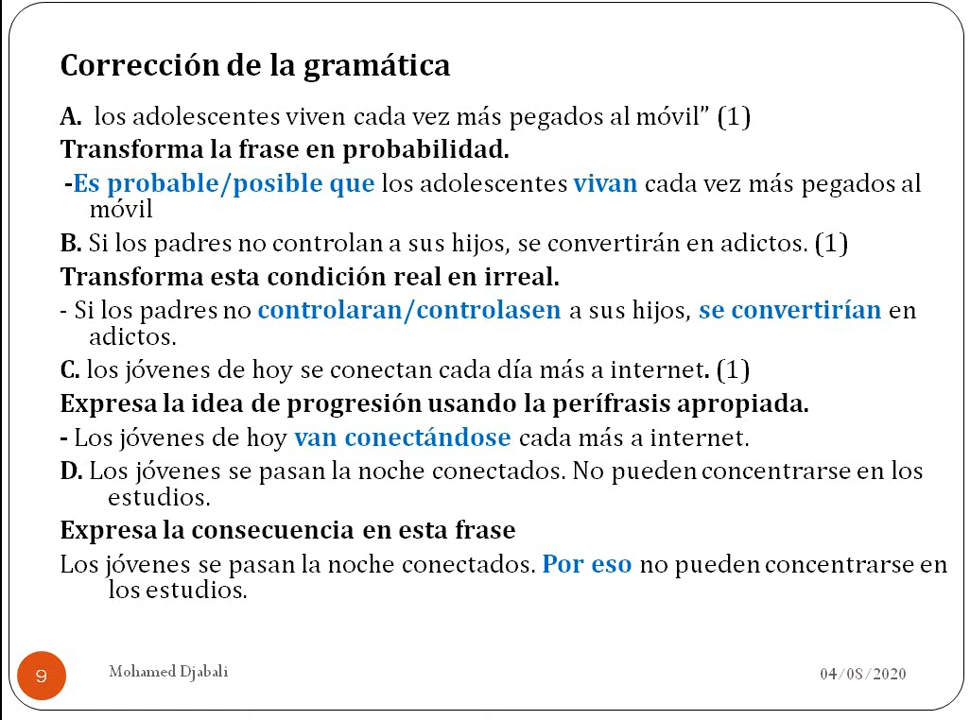 Corrección de la gramática
A. los adolescentes viven cada vez más pegados al móvil” (1)
Transforma la frase en probabilidad.
-Es probable/posible que los adolescentes vivan cada vez más pegados al
móvil
B. Si los padres no controlan a sus hijos, se convertirán en adictos. (1)
Transforma esta condición real en irreal.
- Si los padres no controlaran/controlasen a sus hijos, se convertirían en
adictos.
C. los jóvenes de hoy se conectan cada día más a internet. (1)
Expresa la idea de progresión usando la perífrasis apropiada.
- Los jóvenes de hoy van conectándose cada más a internet.
D. Los jóvenes se pasan la noche conectados. No pueden concentrarse en los
estudios.
Expresa la consecuencia en esta frase
Los jóvenes se pasan la noche conectados. Por eso no pueden concentrarse en
los estudios.
9
Mohamed Djabali
04/08/2020